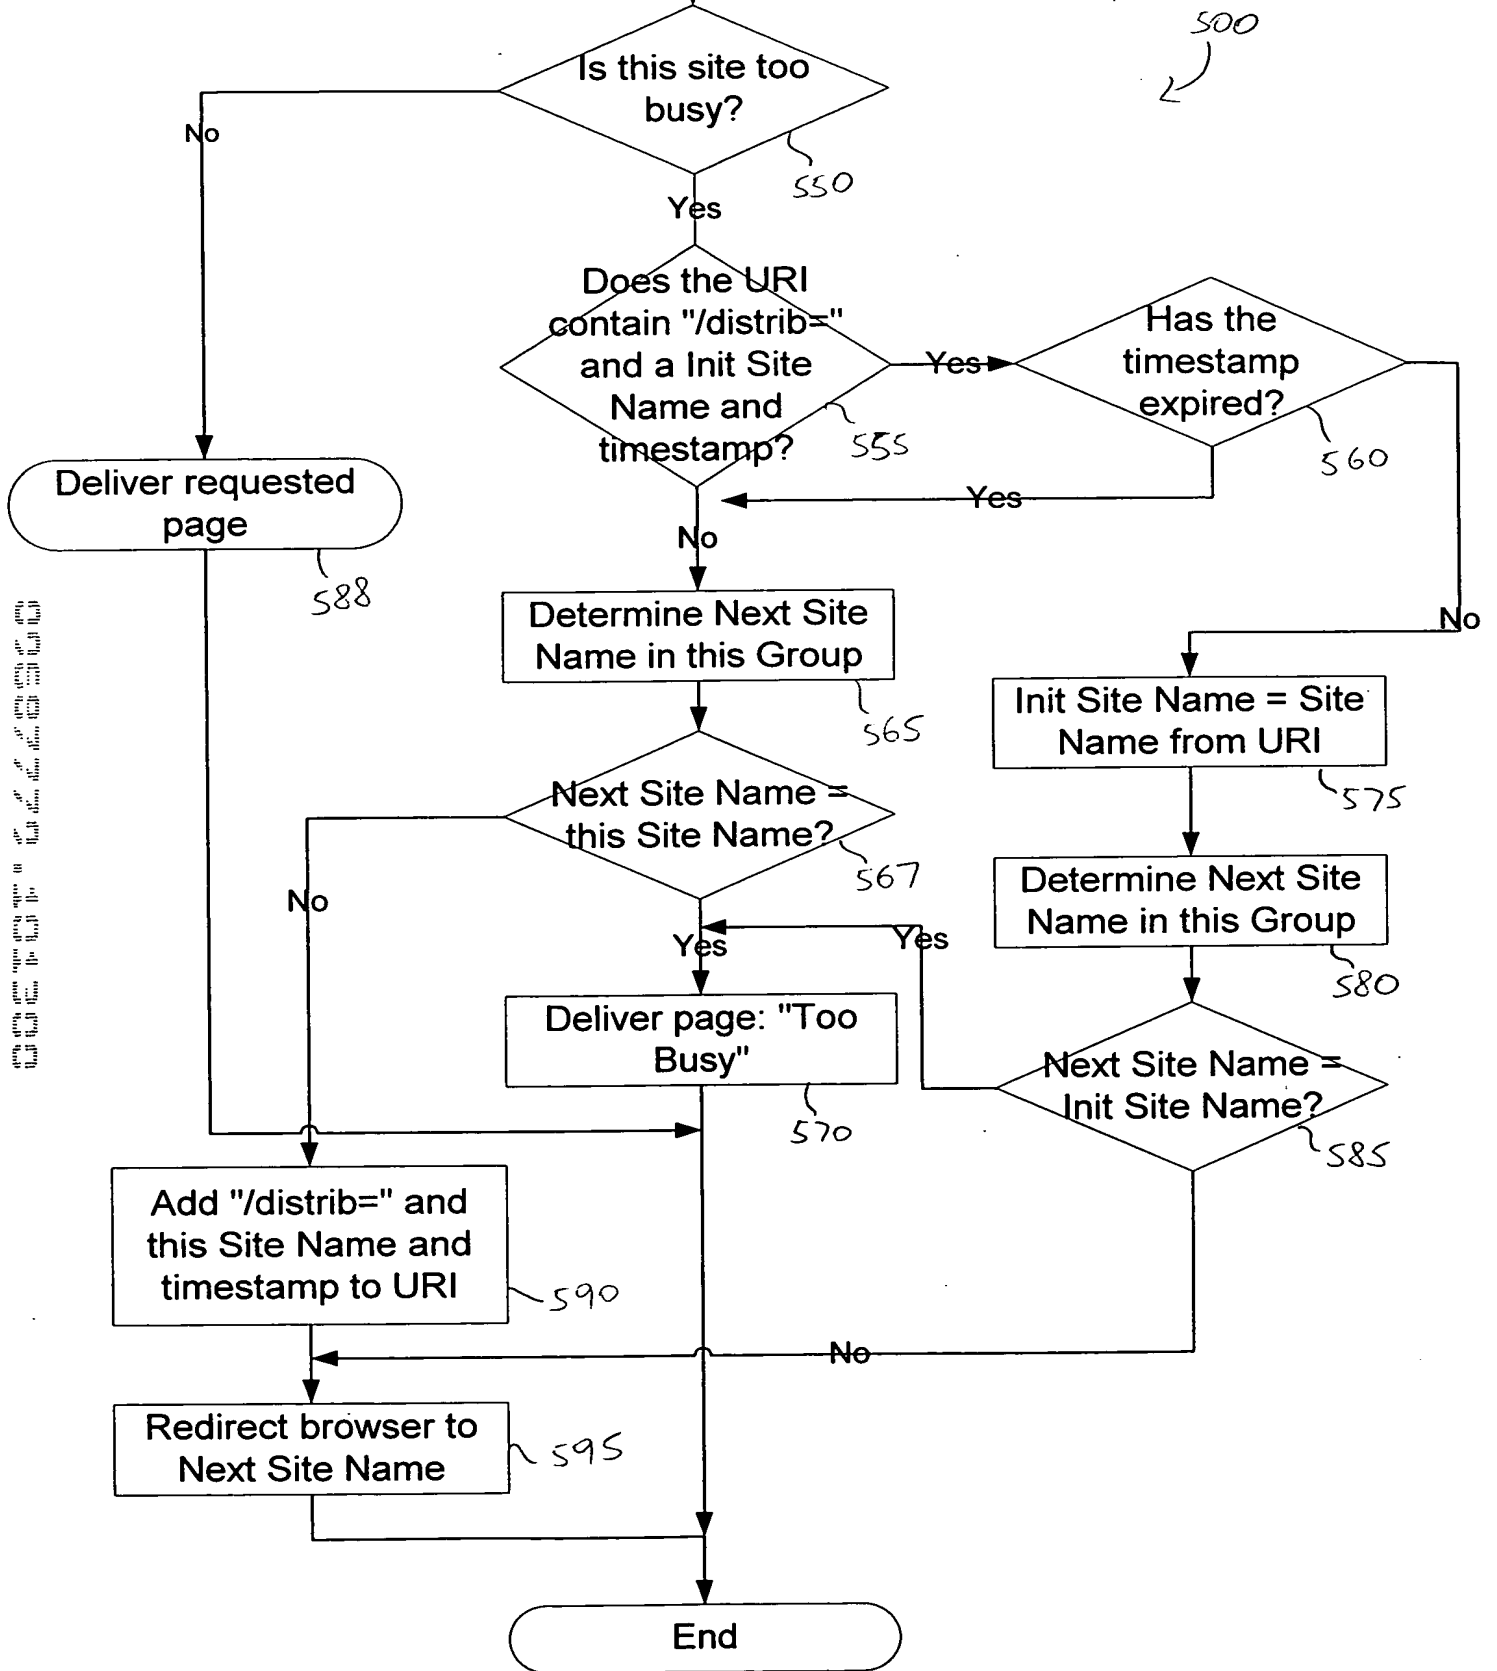 500
Is this site too
busy?
550
No
Yes
Does the URI
contain "/distrib="
and a Init Site
Name and
timestamp?
555
Yes
Has the
timestamp
expired?
560
Yes
No
No
Deliver requested
page
588
Determine Next Site
Name in this Group
565
Init Site Name = Site
Name from URI
575
Next Site Name =
this Site Name?
567
No
Yes
Yes
Determine Next Site
Name in this Group
580
Deliver page: "Too
Busy"
570
Next Site Name =
Init Site Name?
585
Add "/distrib=" and
this Site Name and
timestamp to URI
590
No
Redirect browser to
Next Site Name
595
End